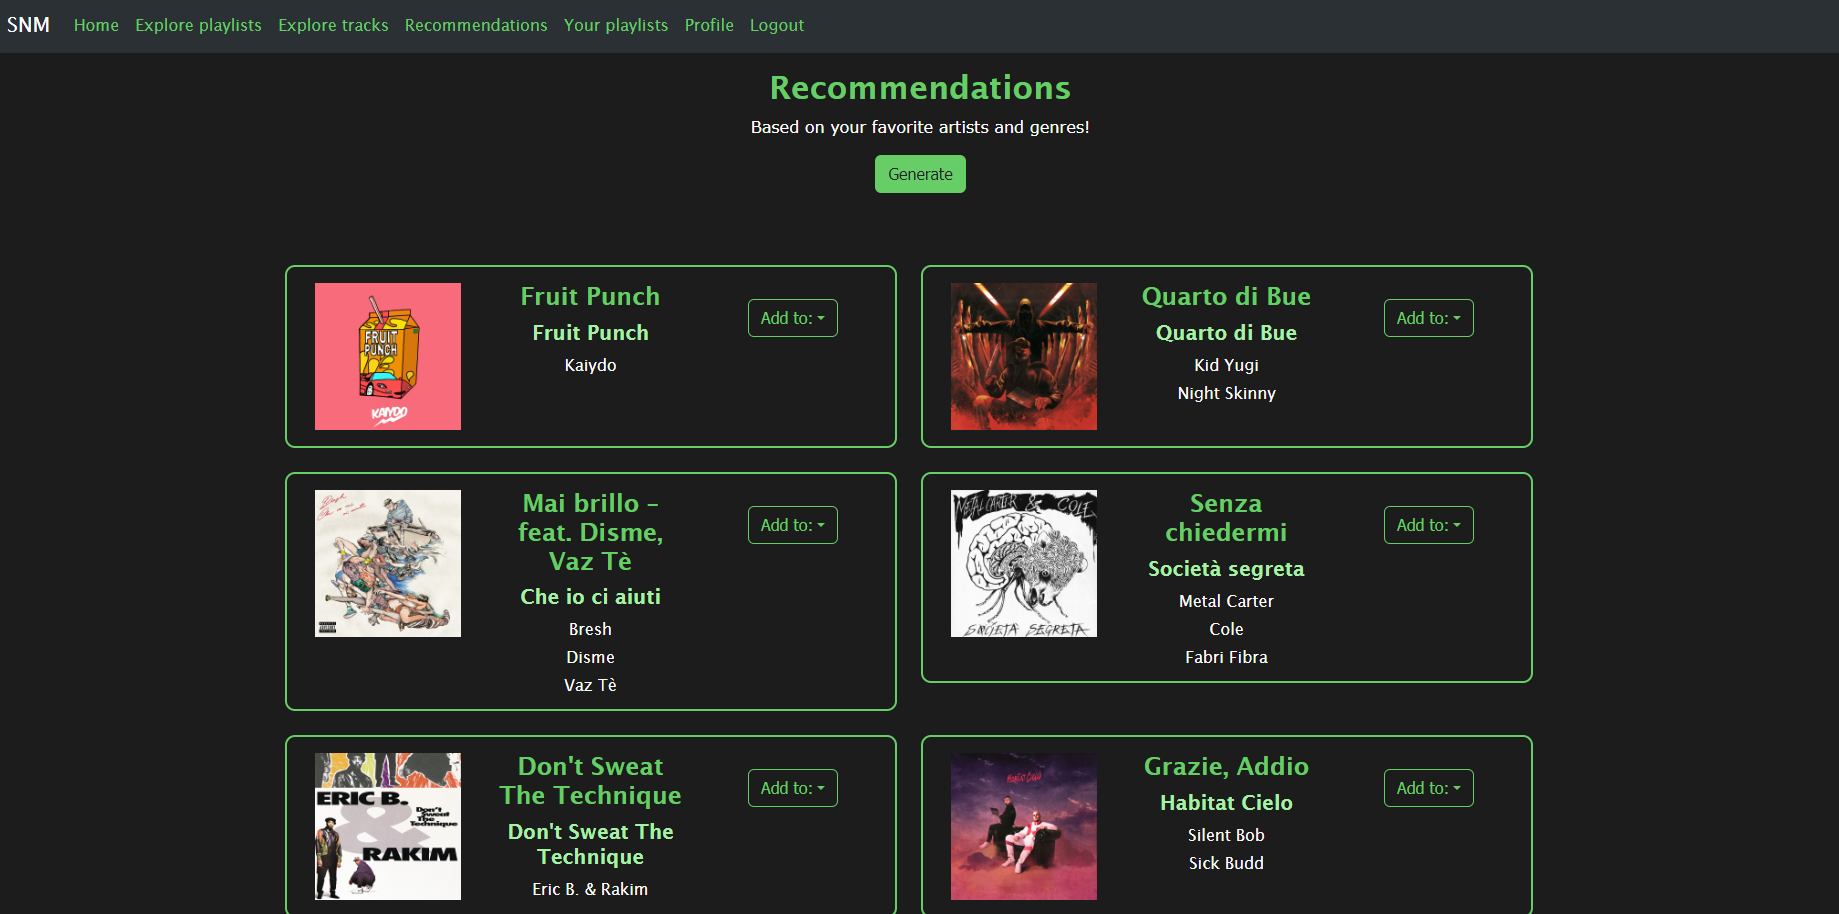 SNM Home Explore playlists Explore tracks Recommendations Your playlists Profile Logout
Recommendations
Based on your favorite artists and genres!
Generate
FRUIT
PUNCH
KAIYDO
Fruit Punch
Fruit Punch
Kaiydo
Add to:
Quarto di Bue
Quarto di Bue
Kid Yugi
Night Skinny
Add to:
Mai brillo –
feat. Disme,
Vaz Tè
Che io ci aiuti
Bresh
Disme
Vaz Tè
Add to:
METAL CARTER & COLE
SOCIETA SEGRETA
Senza
chiedermi
Società segreta
Metal Carter
Cole
Fabri Fibra
Add to:
ERIC B.
&
Don't
Sweat
The
Technique
RAKIM
Don't Sweat
The Technique
Don't Sweat The
Technique
Eric B. & Rakim
Add to:
HABITAT CIELO
Grazie, Addio
Habitat Cielo
Silent Bob
Sick Budd
Add to: